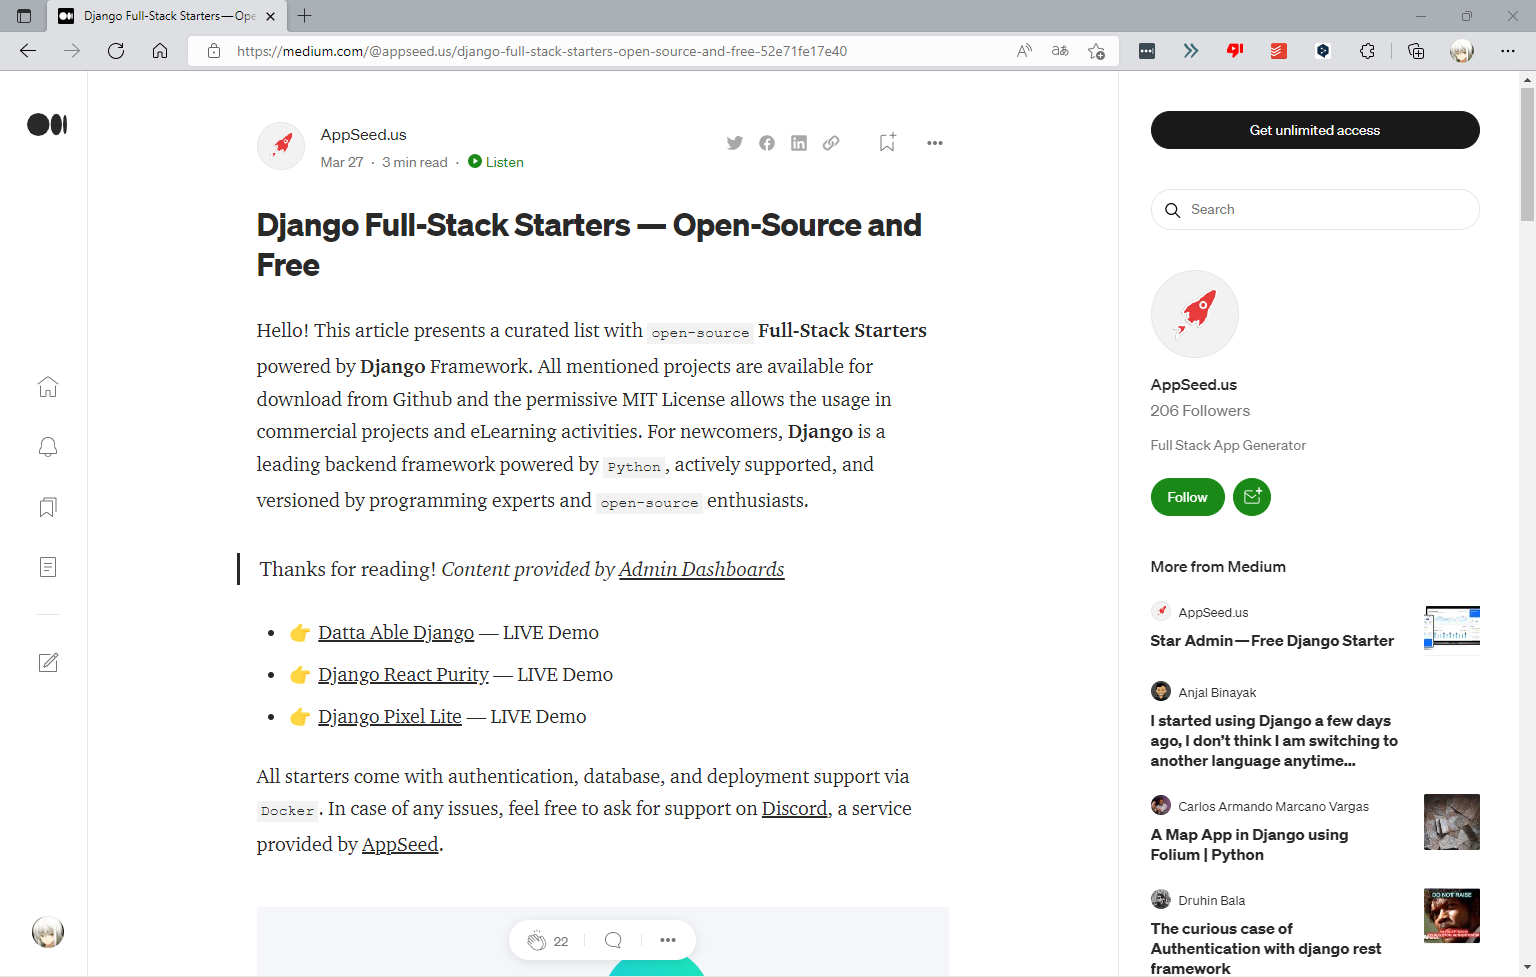 Django Full-Stack Starters — Ope
https://medium.com/@appseed.us/django-full-stack-starters-open-source-and-free-52e71fe17e40
AppSeed.us
Mar 27 · 3 min read · Listen
Django Full-Stack Starters — Open-Source and
Free
Hello! This article presents a curated list with open-source Full-Stack Starters
powered by Django Framework. All mentioned projects are available for
download from Github and the permissive MIT License allows the usage in
commercial projects and eLearning activities. For newcomers, Django is a
leading backend framework powered by Python, actively supported, and
versioned by programming experts and open-source enthusiasts.
Thanks for reading! Content provided by Admin Dashboards
• 👉 Datta Able Django — LIVE Demo
• 👉 Django React Purity — LIVE Demo
• 👉 Django Pixel Lite — LIVE Demo
All starters come with authentication, database, and deployment support via
Docker. In case of any issues, feel free to ask for support on Discord, a service
provided by AppSeed.
22
Get unlimited access
Search
AppSeed.us
206 Followers
Full Stack App Generator
Follow
More from Medium
AppSeed.us
Star Admin — Free Django Starter
Anjal Binayak
I started using Django a few days
ago, I don't think I am switching to
another language anytime...
Carlos Armando Marcano Vargas
A Map App in Django using
Folium | Python
Druhin Bala
The curious case of
Authentication with django rest
framework
DO NOT RAISE